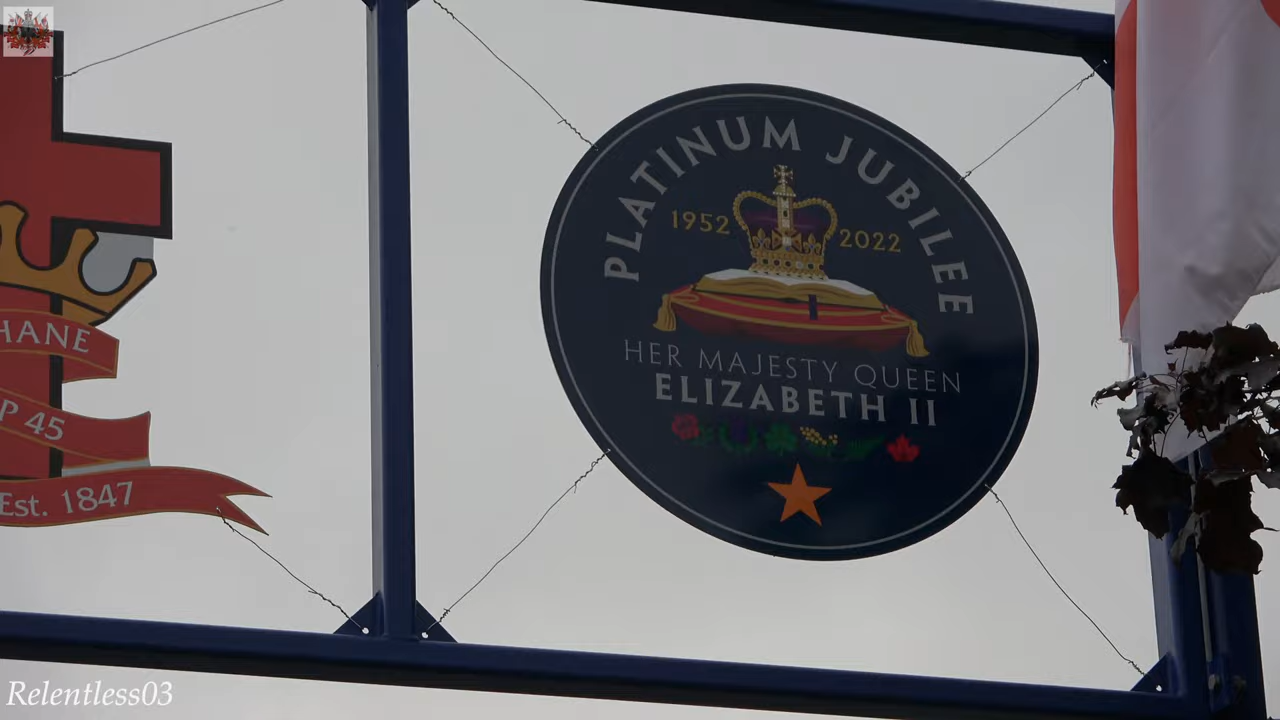 HANE
P 45
Est. 1847
PLATINUM JUBILEE
1952 2022
HER MAJESTY QUEEN
ELIZABETH II
Relentless03